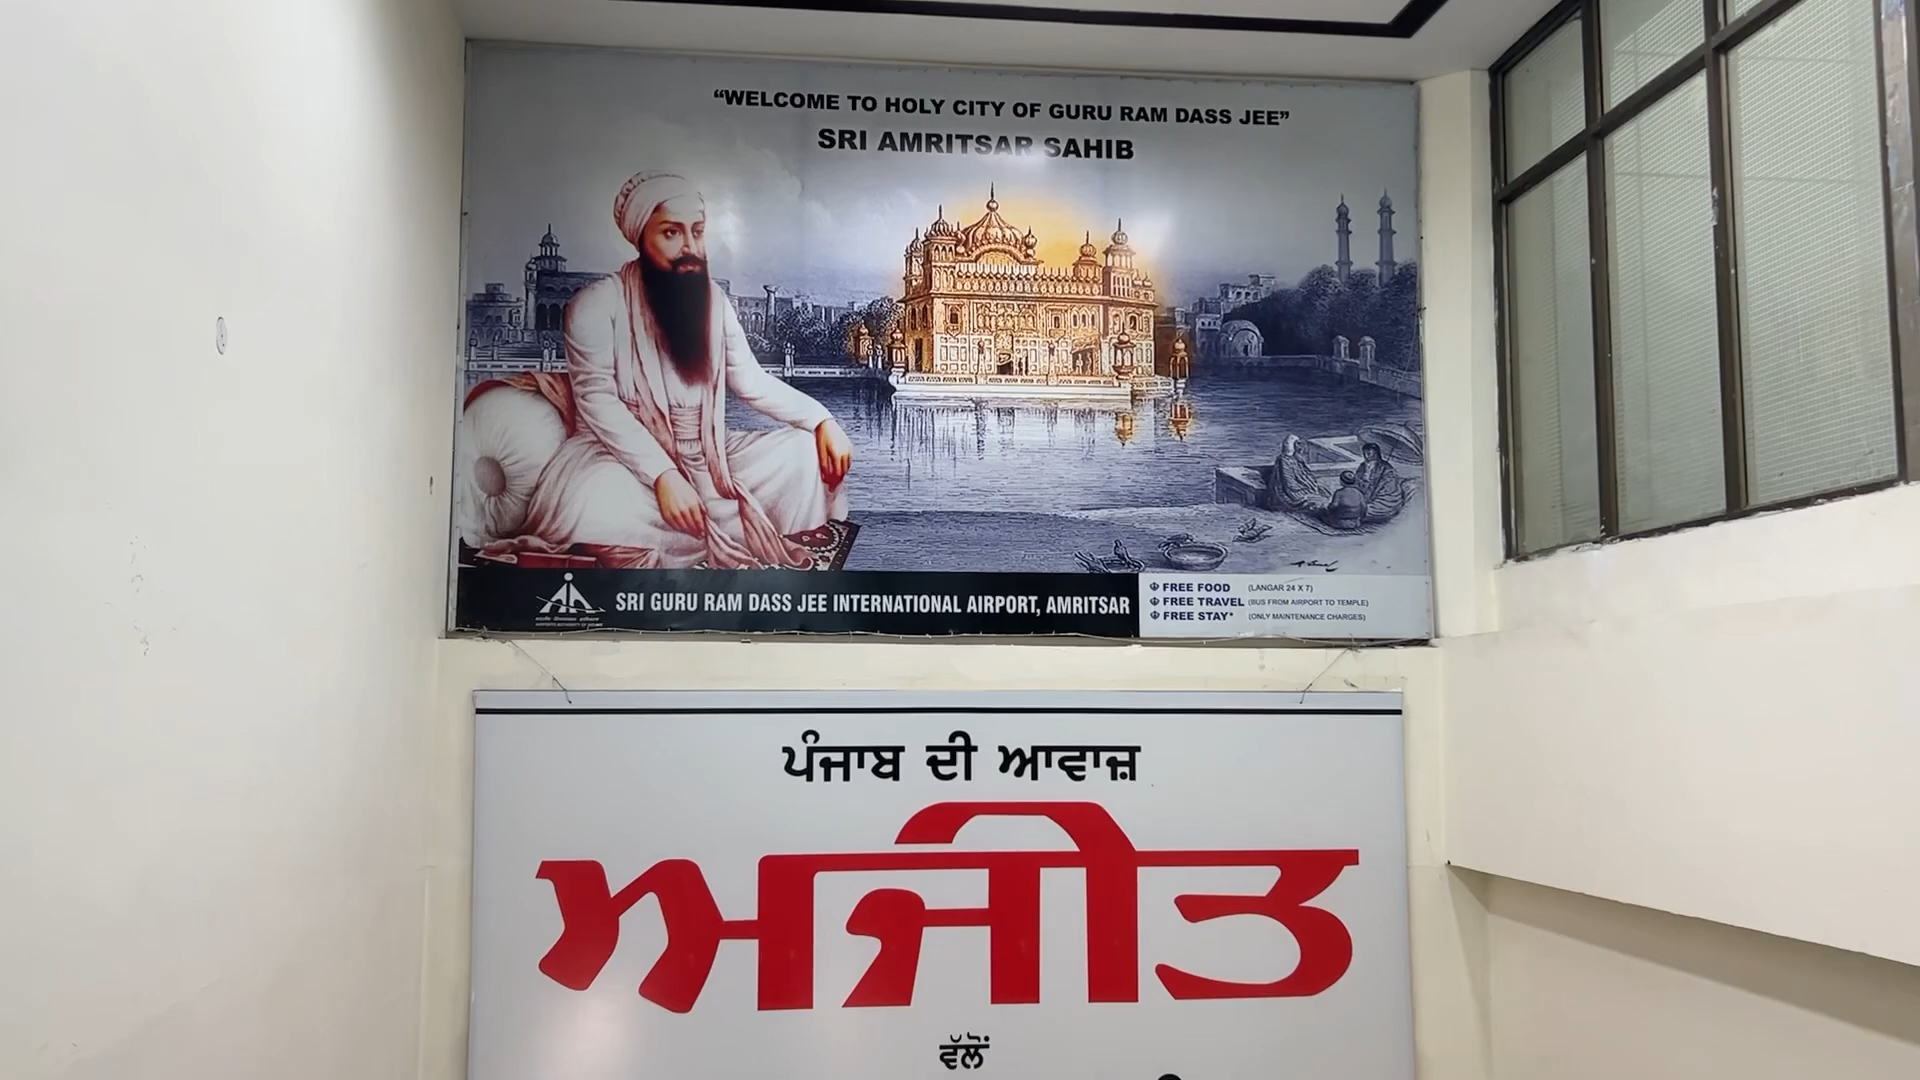 “WELCOME TO HOLY CITY OF GURU RAM DASS JEE”
SRI AMRITSAR SAHIB
SRI GURU RAM DASS JEE INTERNATIONAL AIRPORT, AMRITSAR
FREE FOOD (LANGAR 24 X 7)
FREE TRAVEL (BUS FROM AIRPORT TO TEMPLE)
FREE STAY* (ONLY MAINTENANCE CHARGES)
ਪੰਜਾਬ ਦੀ ਆਵਾਜ਼
ਅਜੀਤ
ਵੱਲੋਂ